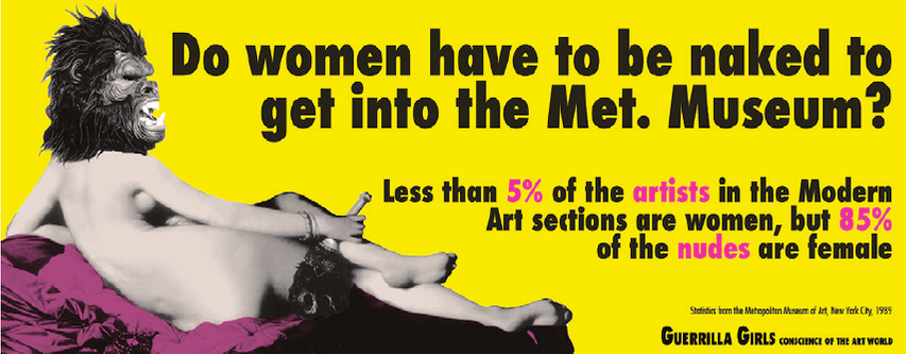 Do women have to be naked to
get into the Met. Museum?
Less than 5% of the artists in the Modern
Art sections are women, but 85%
of the nudes are female
Statistics from the Metropolitan Museum of Art, New York City, 1989
GUERRILLA GIRLS CONSCIENCE OF THE ART WORLD